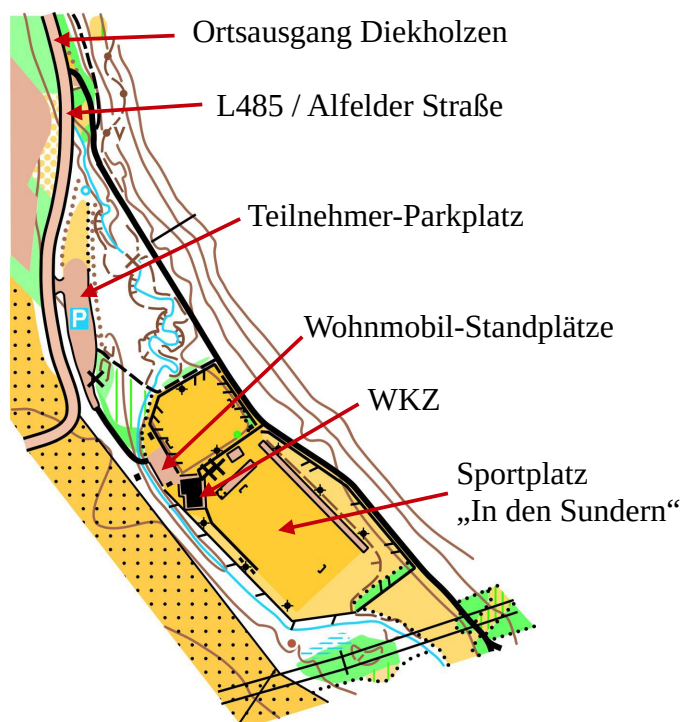 Ortsausgang Diekholzen
L485 / Alfelder Straße
Teilnehmer-Parkplatz
P
Wohnmobil-Standplätze
WKZ
Sportplatz
„In den Sundern“